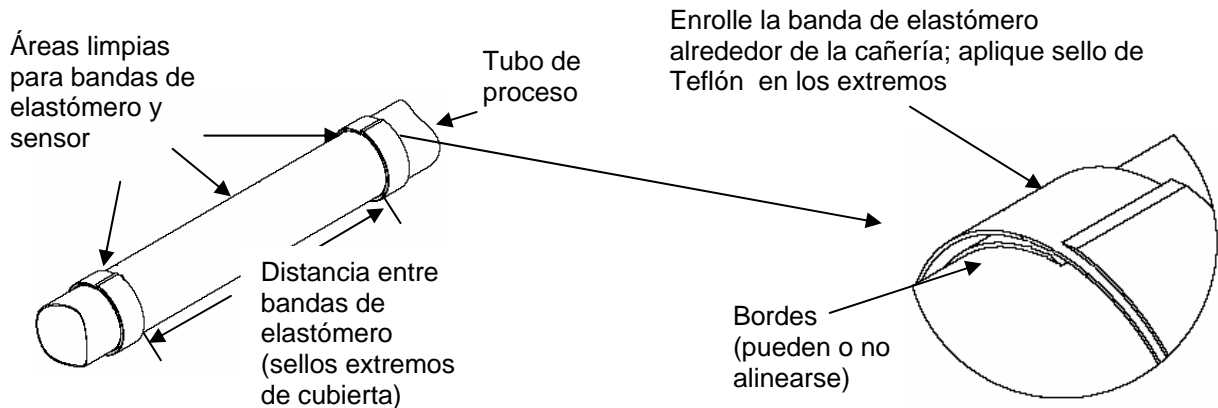 Áreas limpias
para bandas de
elastómero y
sensor
Tubo de
proceso
Distancia entre
bandas de
elastómero
(sellos extremos
de cubierta)
Enrolle la banda de elastómero
alrededor de la cañería; aplique sello de
Teflón en los extremos
Bordes
(pueden o no
alinearse)